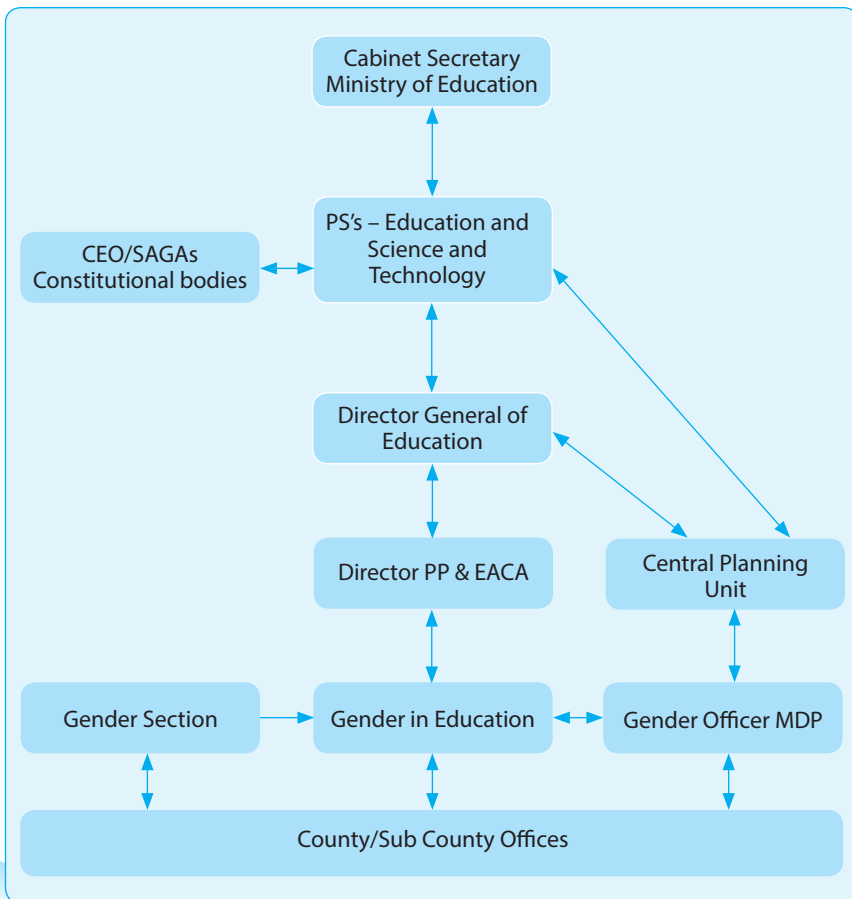 Cabinet Secretary
Ministry of Education
PS's – Education and
Science and
Technology
CEO/SAGAs
Constitutional bodies
Director General of
Education
Director PP & EACA
Central Planning
Unit
Gender Section
Gender in Education
Gender Officer MDP
County/Sub County Offices